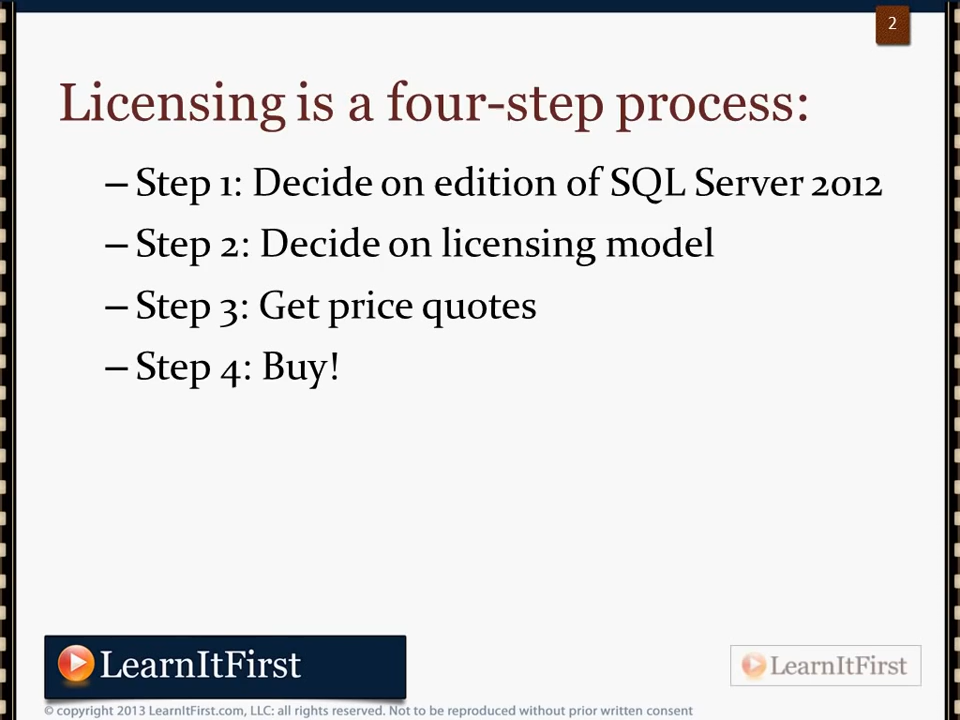 2
Licensing is a four-step process:
– Step 1: Decide on edition of SQL Server 2012
– Step 2: Decide on licensing model
– Step 3: Get price quotes
– Step 4: Buy!
LearnItFirst
LearnItFirst
© copyright 2013 LearnItFirst.com, LLC: all rights reserved. Not to be reproduced without prior written consent